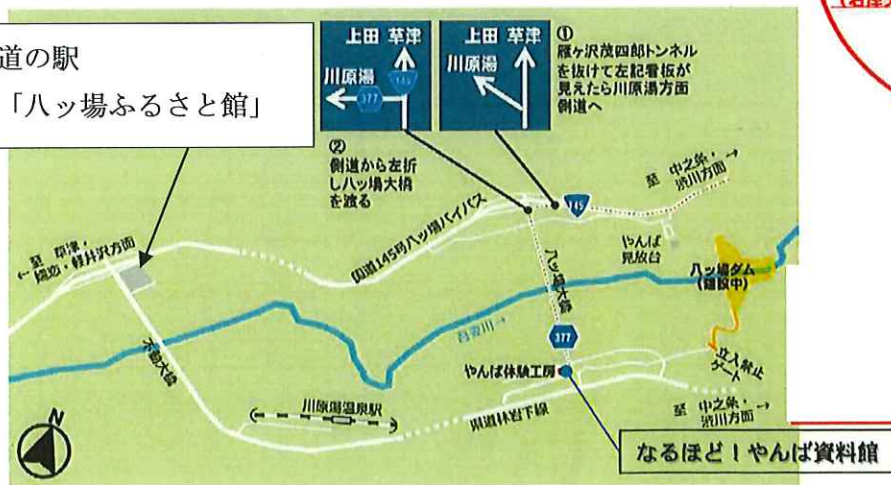 道の駅
「八ッ場ふるさと館」
上田 草津
川原湯
377
145
上田 草津
川原湯
①
雁ヶ沢茂四郎トンネル
を抜けて左記看板が
見えたら川原湯方面
側道へ
②
側道から左折
し八ッ場大橋
を渡る
至 中之条・
渋川方面 →
145
国道145号八ッ場バイパス
やんば
見放台
八ッ場ダム
(建設中)
至 草津・
← 嬬恋・軽井沢方面
八ッ場大橋
吾妻川→
377
不動大橋
やんば体験工房
立入禁止
ゲート
川原湯温泉駅
県道林岩下線
至 中之条・
渋川方面→
N
なるほど！やんば資料館